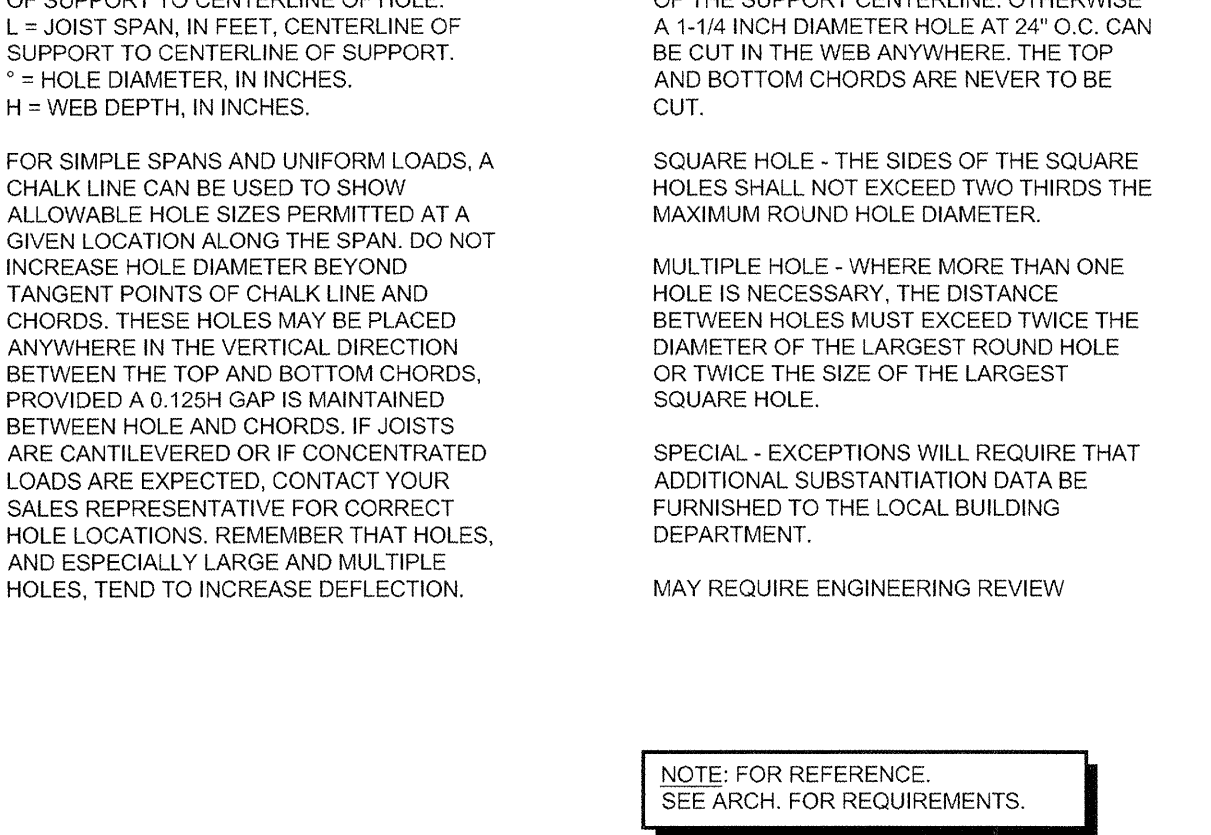 OF SUPPORT TO CENTERLINE OF HOLE.
L = JOIST SPAN, IN FEET, CENTERLINE OF
SUPPORT TO CENTERLINE OF SUPPORT.
° = HOLE DIAMETER, IN INCHES.
H = WEB DEPTH, IN INCHES.
FOR SIMPLE SPANS AND UNIFORM LOADS, A
CHALK LINE CAN BE USED TO SHOW
ALLOWABLE HOLE SIZES PERMITTED AT A
GIVEN LOCATION ALONG THE SPAN. DO NOT
INCREASE HOLE DIAMETER BEYOND
TANGENT POINTS OF CHALK LINE AND
CHORDS. THESE HOLES MAY BE PLACED
ANYWHERE IN THE VERTICAL DIRECTION
BETWEEN THE TOP AND BOTTOM CHORDS,
PROVIDED A 0.125H GAP IS MAINTAINED
BETWEEN HOLE AND CHORDS. IF JOISTS
ARE CANTILEVERED OR IF CONCENTRATED
LOADS ARE EXPECTED, CONTACT YOUR
SALES REPRESENTATIVE FOR CORRECT
HOLE LOCATIONS. REMEMBER THAT HOLES,
AND ESPECIALLY LARGE AND MULTIPLE
HOLES, TEND TO INCREASE DEFLECTION.
OF THE SUPPORT CENTERLINE. OTHERWISE
A 1-1/4 INCH DIAMETER HOLE AT 24" O.C. CAN
BE CUT IN THE WEB ANYWHERE. THE TOP
AND BOTTOM CHORDS ARE NEVER TO BE
CUT.
SQUARE HOLE - THE SIDES OF THE SQUARE
HOLES SHALL NOT EXCEED TWO THIRDS THE
MAXIMUM ROUND HOLE DIAMETER.
MULTIPLE HOLE - WHERE MORE THAN ONE
HOLE IS NECESSARY, THE DISTANCE
BETWEEN HOLES MUST EXCEED TWICE THE
DIAMETER OF THE LARGEST ROUND HOLE
OR TWICE THE SIZE OF THE LARGEST
SQUARE HOLE.
SPECIAL - EXCEPTIONS WILL REQUIRE THAT
ADDITIONAL SUBSTANTIATION DATA BE
FURNISHED TO THE LOCAL BUILDING
DEPARTMENT.
MAY REQUIRE ENGINEERING REVIEW
NOTE: FOR REFERENCE.
SEE ARCH. FOR REQUIREMENTS.